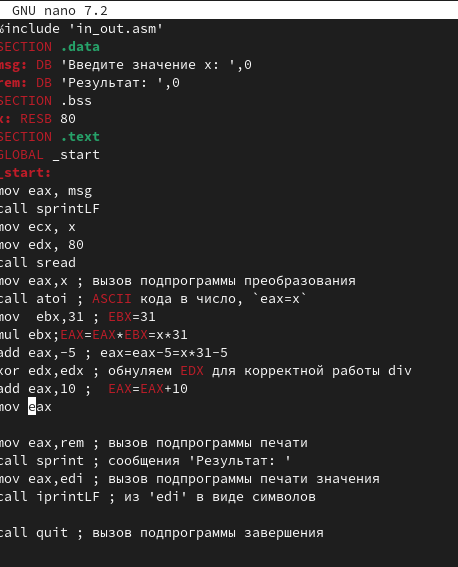 GNU nano 7.2
%include 'in_out.asm'
SECTION .data
msg: DB 'Введите значение x: ',0
rem: DB 'Результат: ',0
SECTION .bss
x: RESB 80
SECTION .text
GLOBAL _start
_start:
mov eax, msg
call sprintLF
mov ecx, x
mov edx, 80
call sread
mov eax,x ; вызов подпрограммы преобразования
call atoi ; ASCII кода в число, `eax=x`
mov  ebx,31 ; EBX=31
mul ebx;EAX=EAX*EBX=x*31
add eax,-5 ; eax=eax-5=x*31-5
xor edx,edx ; обнуляем EDX для корректной работы div
add eax,10 ;  EAX=EAX+10
mov eax
mov eax,rem ; вызов подпрограммы печати
call sprint ; сообщения 'Результат: '
mov eax,edi ; вызов подпрограммы печати значения
call iprintLF ; из 'edi' в виде символов
call quit ; вызов подпрограммы завершения